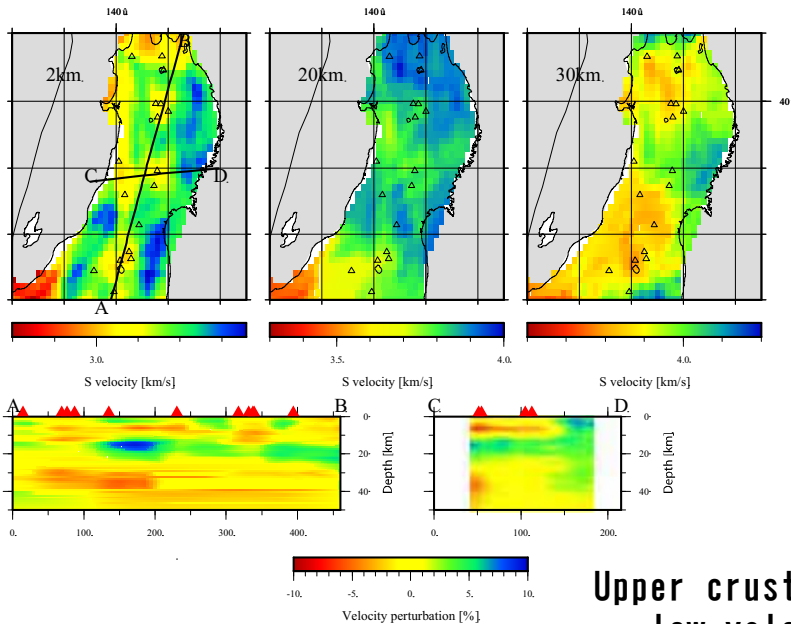 140 140 140
B
2km. 20km. 30km.
40
C D.
A
3.0. 3.5. 4.0. 4.0.
S velocity [km/s] S velocity [km/s] S velocity [km/s]
A B C D.
0-
20-
40-
Depth [km].
0-
20-
40-
Depth [km].
0. 100. 200. 300. 400. 0. 100. 200.
-10. -5. 0. 5. 10.
Velocity perturbation [%].
Upper crust